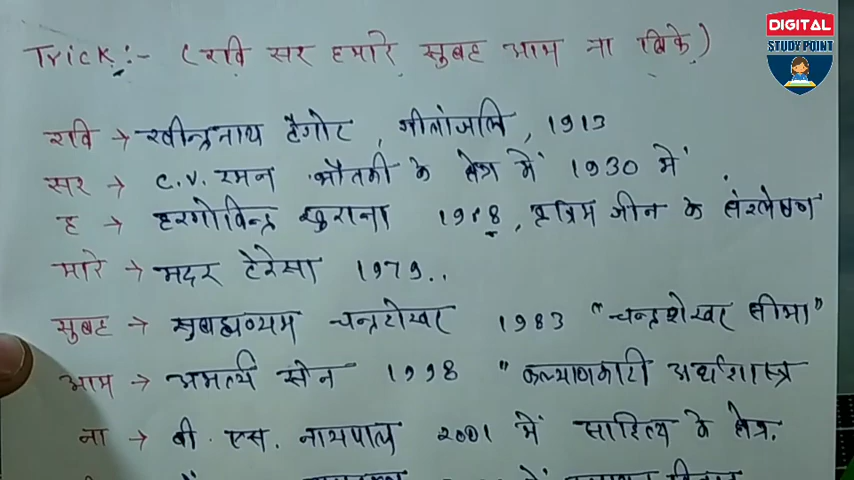 DIGITAL
STUDY POINT
Trick:- (रवि सर हमारे सुबह आम ना बिके)
रवि → रवीन्द्रनाथ टैगोर, गीतांजलि, 1913
सर → C.V. रमन भौतकी के क्षेत्र में 1930 में
ह → हरगोविन्द खुराना 1968, कृत्रिम जीन के संश्लेषण
मारे → मदर टेरेसा 1979..
सुबह → सुब्रह्मण्यम चन्द्रशेखर 1983 "चन्द्रशेखर सीमा"
आम → अमर्त्य सेन 1998 "कल्याणकारी अर्थशास्त्र
ना → वी. एस. नायपाल 2001 में साहित्य के क्षेत्र.